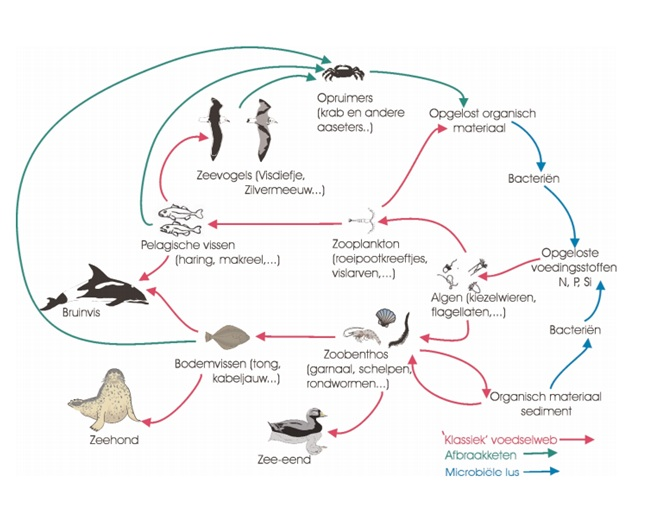 Opruimers
(krab en andere
aaseters..)
Opgelost organisch
materiaal
Zeevogels (Visdiefje,
Zilvermeeuw...)
Bacteriën
Pelagische vissen
(haring, makreel,...)
Zooplankton
(roeipootkreeftjes,
vislarven,...)
Opgeloste
voedingsstoffen
N, P, Si
Algen (kiezelwieren,
flagellaten,...)
Bruinvis
Bacteriën
Bodemvissen (tong,
kabeljauw...)
Zoobenthos
(garnaal, schelpen,
rondwormen...)
Organisch materiaal
sediment
Zeehond
Zee-eend
'Klassiek' voedselweb
Afbraakketen
Microbiële lus